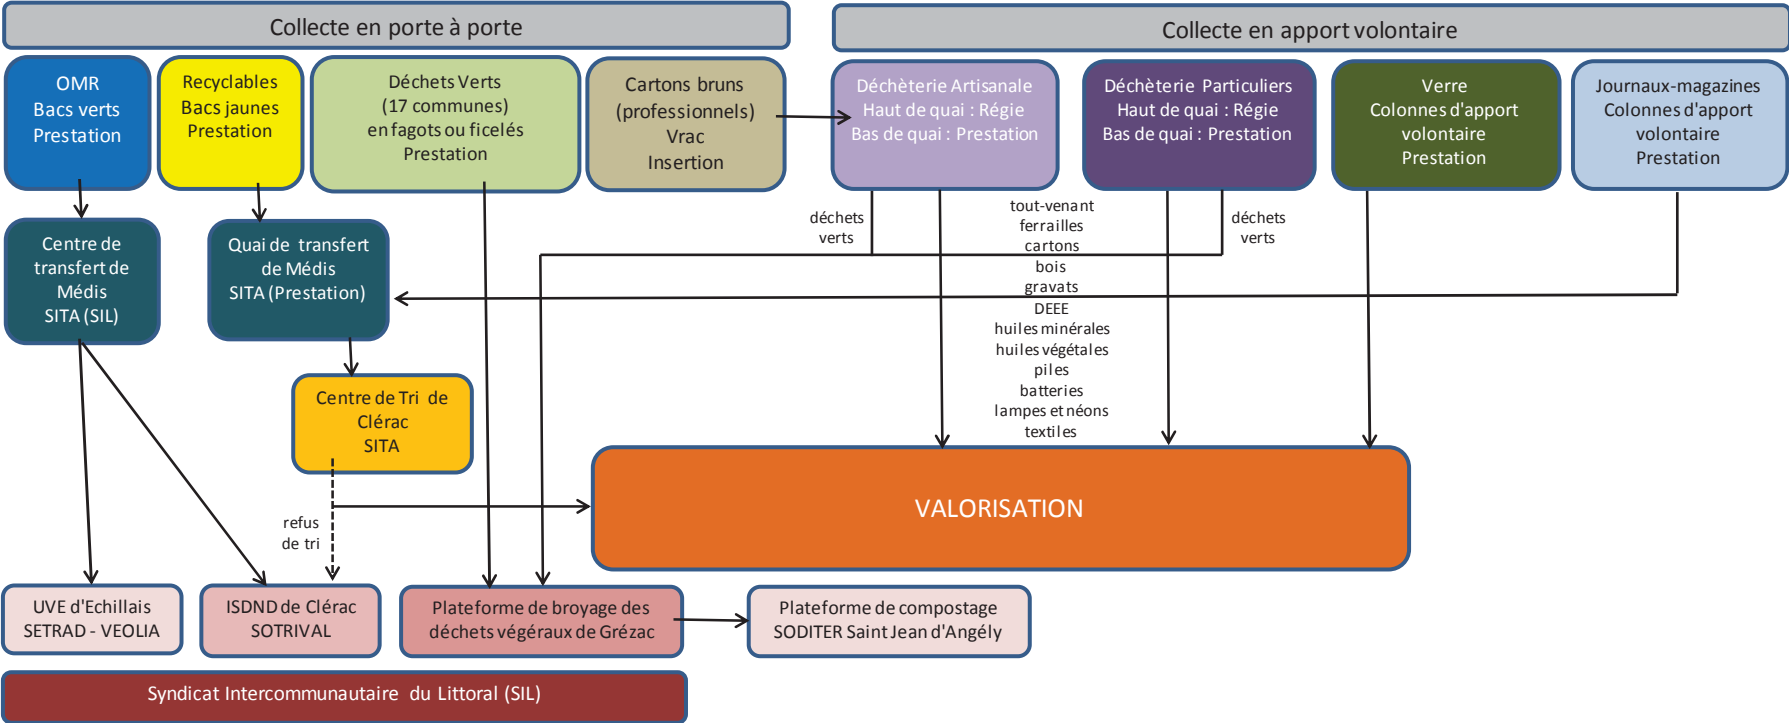 Collecte en porte à porte
Collecte en apport volontaire
OMR
Bacs verts
Prestation
Recyclables
Bacs jaunes
Prestation
Déchets Verts
(17 communes)
en fagots ou ficelés
Prestation
Cartons bruns
(professionnels)
Vrac
Insertion
Déchèterie Artisanale
Haut de quai : Régie
Bas de quai : Prestation
Déchèterie Particuliers
Haut de quai : Régie
Bas de quai : Prestation
Verre
Colonnes d'apport
volontaire
Prestation
Journaux-magazines
Colonnes d'apport
volontaire
Prestation
Centre de
transfert de
Médis
SITA (SIL)
Quai de transfert
de Médis
SITA (Prestation)
déchets
verts
tout-venant
ferrailles
cartons
bois
gravats
DEEE
huiles minérales
huiles végétales
piles
batteries
lampes et néons
textiles
déchets
verts
Centre de Tri de
Clérac
SITA
refus
de tri
VALORISATION
UVE d'Echillais
SETRAD - VEOLIA
ISDND de Clérac
SOTRIVAL
Plateforme de broyage des
déchets végéraux de Grézac
Plateforme de compostage
SODITER Saint Jean d'Angély
Syndicat Intercommunautaire du Littoral (SIL)